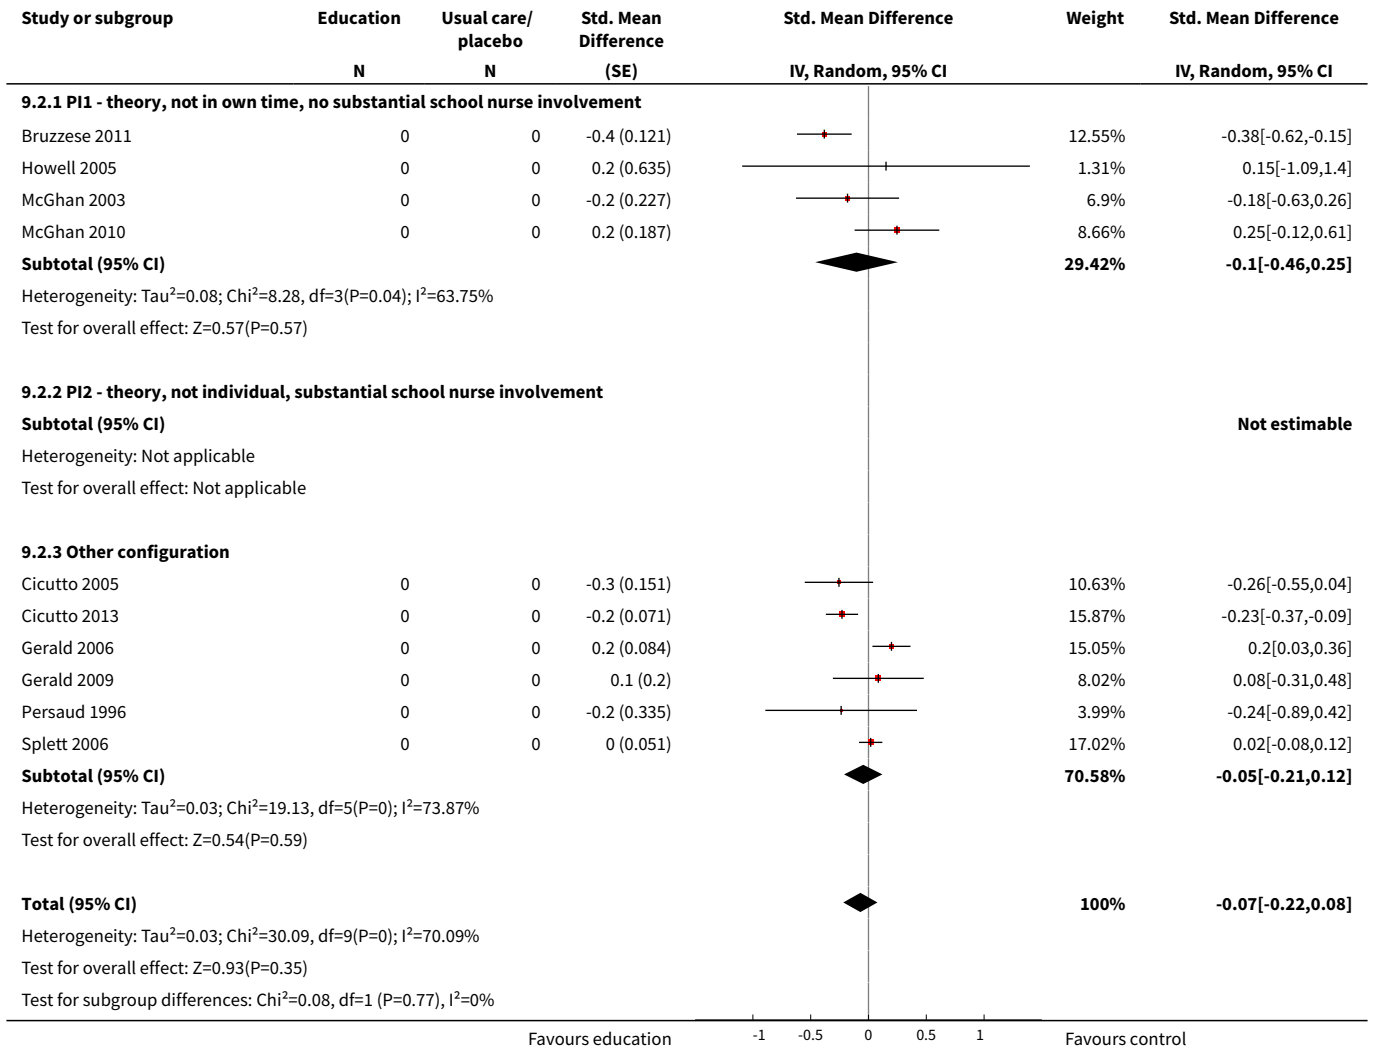 Study or subgroup Education Usual care/ placebo Std. Mean Difference Std. Mean Difference Weight Std. Mean Difference
N N (SE) IV, Random, 95% CI IV, Random, 95% CI
9.2.1 PI1 - theory, not in own time, no substantial school nurse involvement
Bruzzese 2011 0 0 -0.4 (0.121) 12.55% -0.38[-0.62,-0.15]
Howell 2005 0 0 0.2 (0.635) 1.31% 0.15[-1.09,1.4]
McGhan 2003 0 0 -0.2 (0.227) 6.9% -0.18[-0.63,0.26]
McGhan 2010 0 0 0.2 (0.187) 8.66% 0.25[-0.12,0.61]
Subtotal (95% CI) 29.42% -0.1[-0.46,0.25]
Heterogeneity: Tau²=0.08; Chi²=8.28, df=3(P=0.04); I²=63.75%
Test for overall effect: Z=0.57(P=0.57)
9.2.2 PI2 - theory, not individual, substantial school nurse involvement
Subtotal (95% CI) Not estimable
Heterogeneity: Not applicable
Test for overall effect: Not applicable
9.2.3 Other configuration
Cicutto 2005 0 0 -0.3 (0.151) 10.63% -0.26[-0.55,0.04]
Cicutto 2013 0 0 -0.2 (0.071) 15.87% -0.23[-0.37,-0.09]
Gerald 2006 0 0 0.2 (0.084) 15.05% 0.2[0.03,0.36]
Gerald 2009 0 0 0.1 (0.2) 8.02% 0.08[-0.31,0.48]
Persaud 1996 0 0 -0.2 (0.335) 3.99% -0.24[-0.89,0.42]
Splett 2006 0 0 0 (0.051) 17.02% 0.02[-0.08,0.12]
Subtotal (95% CI) 70.58% -0.05[-0.21,0.12]
Heterogeneity: Tau²=0.03; Chi²=19.13, df=5(P=0); I²=73.87%
Test for overall effect: Z=0.54(P=0.59)
Total (95% CI) 100% -0.07[-0.22,0.08]
Heterogeneity: Tau²=0.03; Chi²=30.09, df=9(P=0); I²=70.09%
Test for overall effect: Z=0.93(P=0.35)
Test for subgroup differences: Chi²=0.08, df=1 (P=0.77), I²=0%
Favours education -1 -0.5 0 0.5 1 Favours control